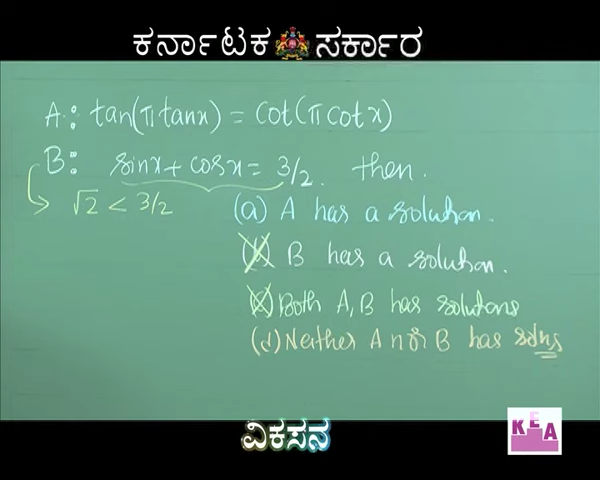 ಕರ್ನಾಟಕ ಸರ್ಕಾರ
A: tan(π tanx) = cot(π cotx)
B: sinx + cosx = 3/2. then.
√2 < 3/2
(a) A has a solution.
(b) B has a solution.
(c) Both A, B has solutions
(d) Neither A nor B has solns
ವಿಕಸನ
KEA